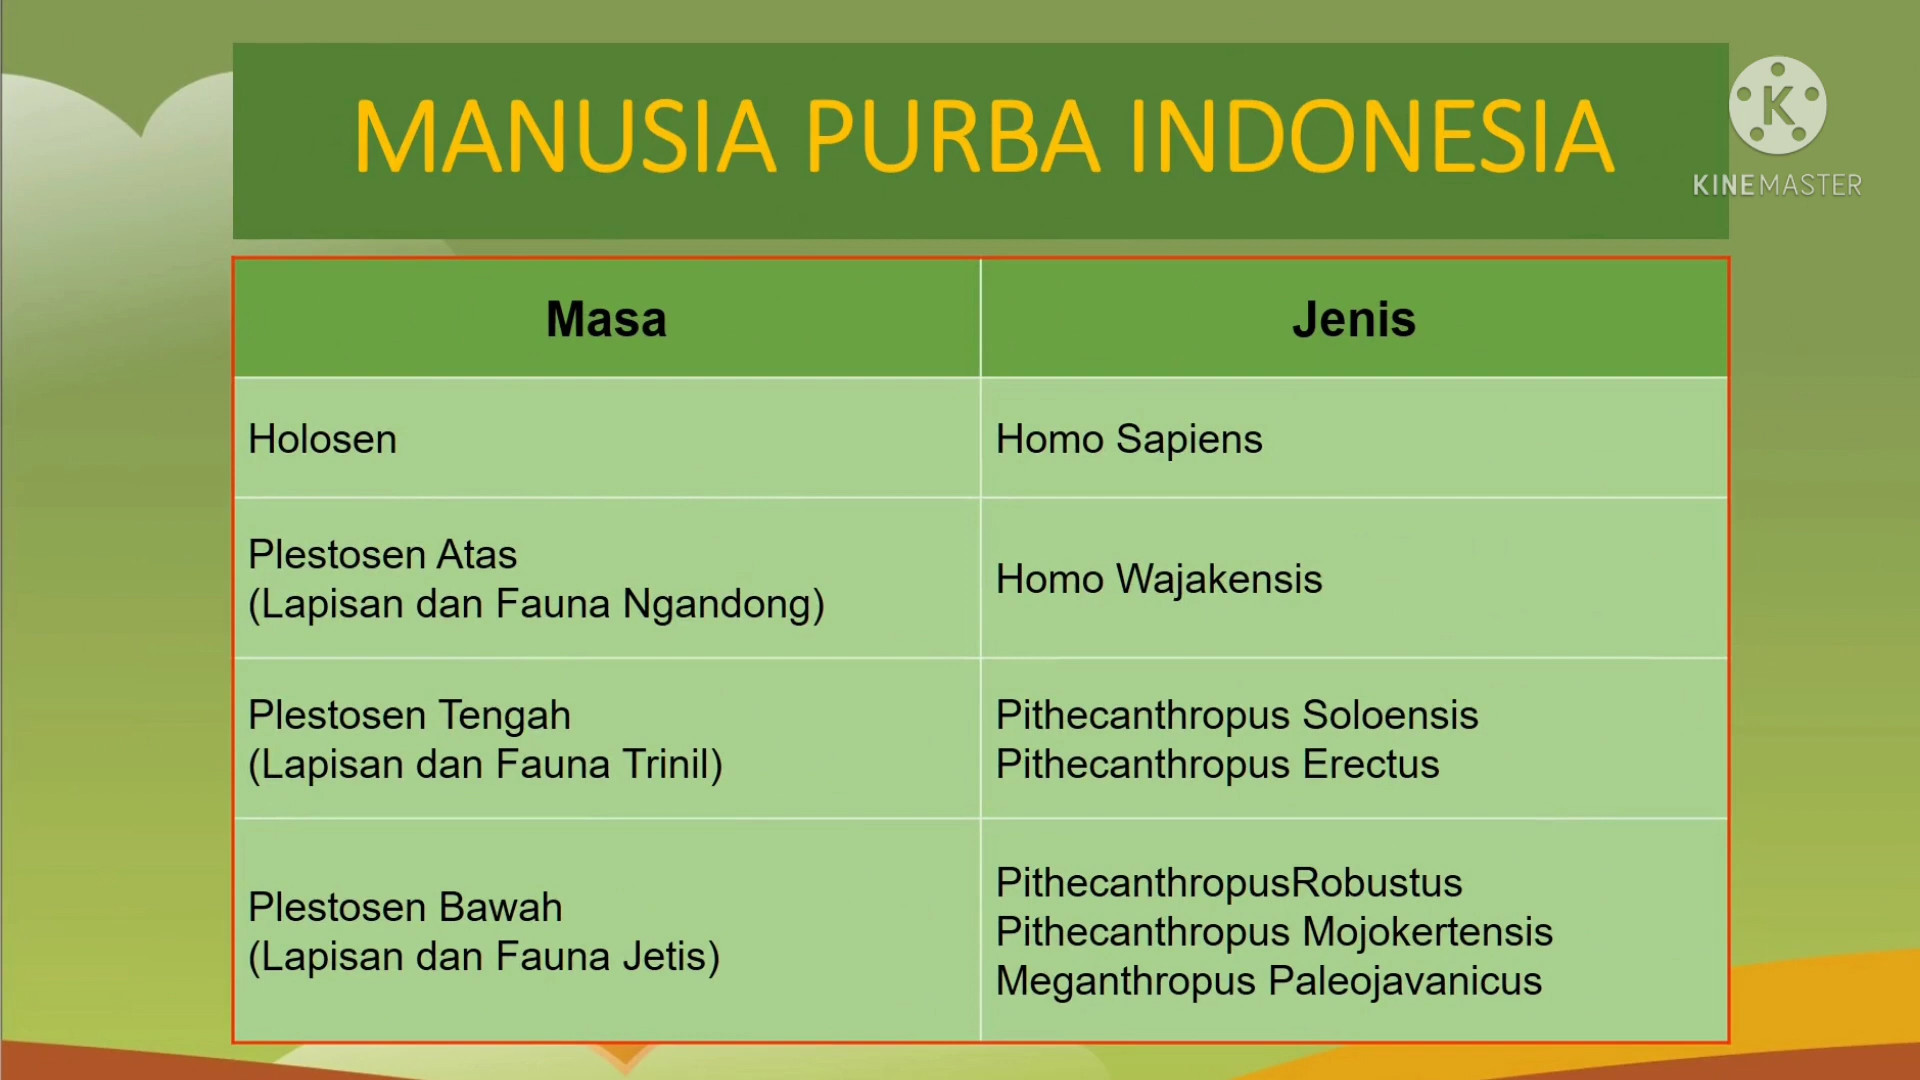 MANUSIA PURBA INDONESIA
K
KINEMASTER
Masa
Jenis
Holosen
Homo Sapiens
Plestosen Atas
(Lapisan dan Fauna Ngandong)
Homo Wajakensis
Plestosen Tengah
(Lapisan dan Fauna Trinil)
Pithecanthropus Soloensis
Pithecanthropus Erectus
Plestosen Bawah
(Lapisan dan Fauna Jetis)
PithecanthropusRobustus
Pithecanthropus Mojokertensis
Meganthropus Paleojavanicus